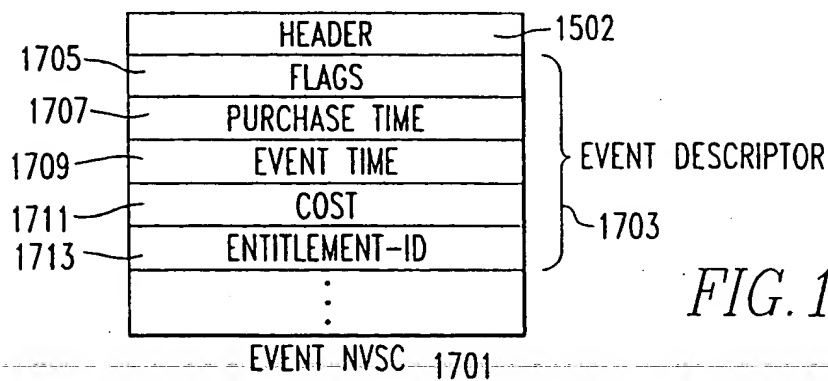 HEADER 1502
1705 FLAGS
1707 PURCHASE TIME
1709 EVENT TIME EVENT DESCRIPTOR
1711 COST 1703
1713 ENTITLEMENT-ID
FIG. 1
EVENT NVSC 1701